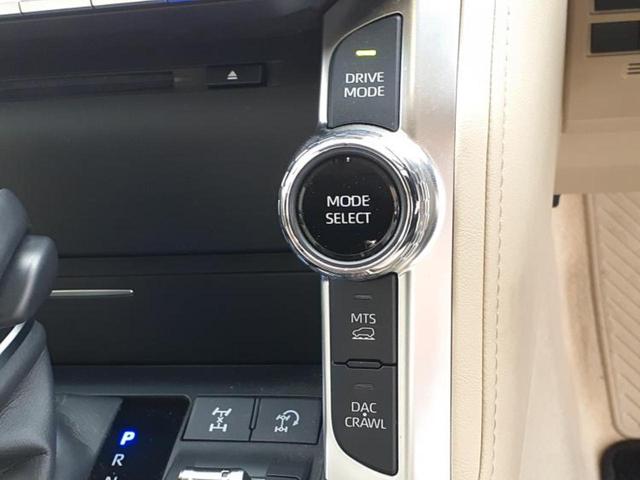 DRIVE
MODE
MODE
SELECT
MTS
DAC
CRAWL
P
R
N